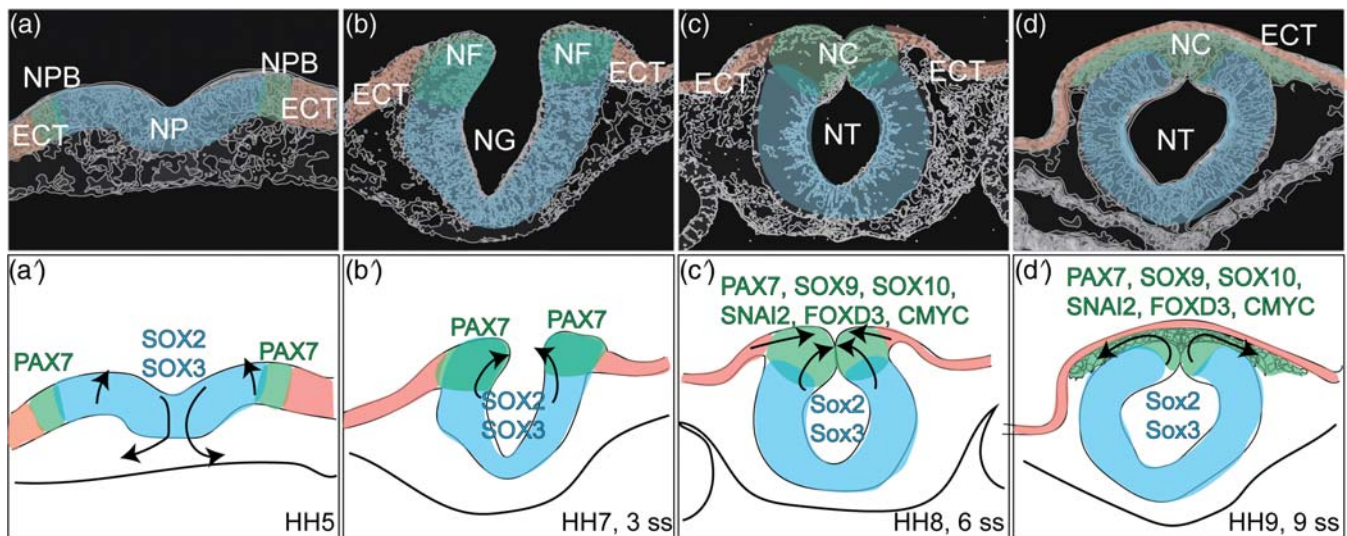 (a)
NPB
NPB
NP
ECT
ECT
(b)
NF
NF
ECT
ECT
NG
(c)
NC
ECT
ECT
NT
(d)
NC
ECT
NT
(a′)
SOX2
SOX3
PAX7
PAX7
HH5
(b′)
PAX7
PAX7
SOX2
SOX3
HH7, 3 ss
(c′)
PAX7, SOX9, SOX10,
SNAI2, FOXD3, CMYC
Sox2
Sox3
HH8, 6 ss
(d′)
PAX7, SOX9, SOX10,
SNAI2, FOXD3, CMYC
Sox2
Sox3
HH9, 9 ss